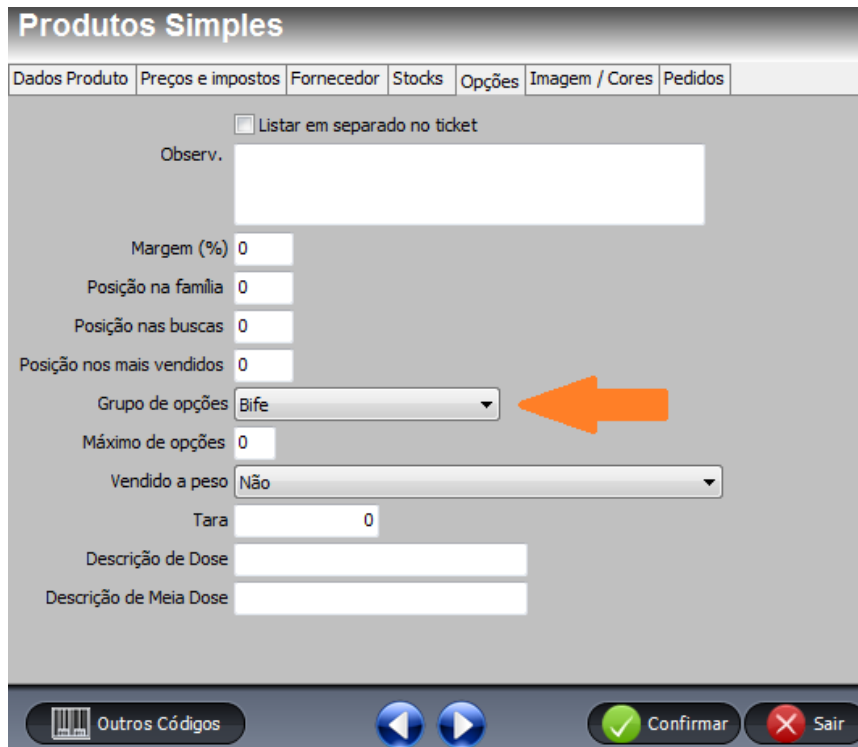 Produtos Simples
Dados Produto Preços e impostos Fornecedor Stocks Opções Imagem / Cores Pedidos
Listar em separado no ticket
Observ.
Margem (%) 0
Posição na família 0
Posição nas buscas 0
Posição nos mais vendidos 0
Grupo de opções Bife
Máximo de opções 0
Vendido a peso Não
Tara 0
Descrição de Dose
Descrição de Meia Dose
Outros Códigos Confirmar Sair